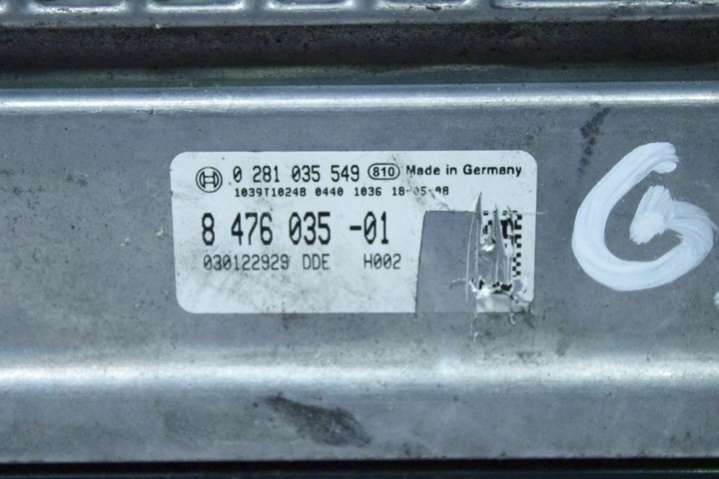 0 281 035 549 810 Made in Germany
1039T10248 0440 1036 18-05-08
8 476 035 -01
030122929 DDE H002
G